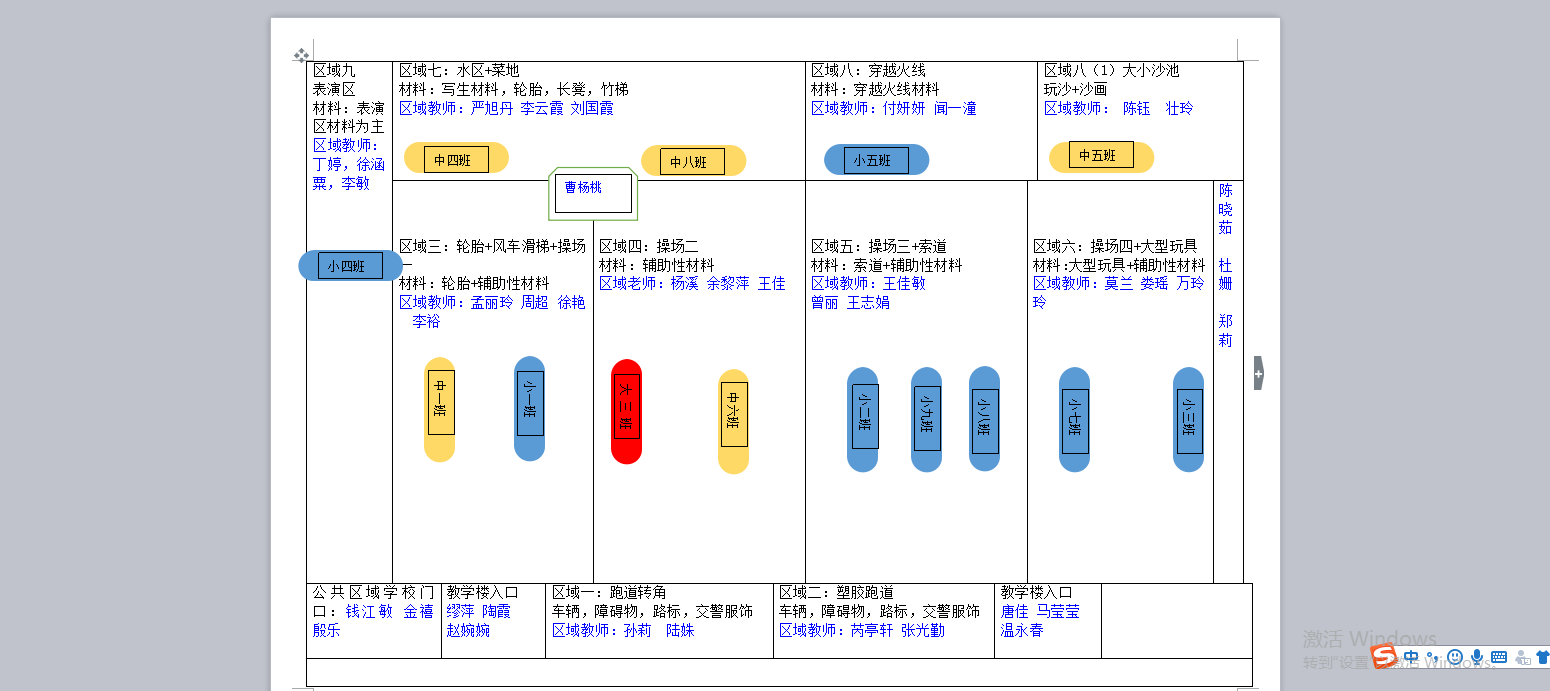 区域九
表演区
材料：表演
区材料为主
区域教师：
丁婷，徐涵
粟，李敏
小四班
区域七：水区+菜地
材料：写生材料，轮胎，长凳，竹梯
区域教师：严旭丹 李云霞 刘国霞
中四班
中八班
区域八：穿越火线
材料：穿越火线材料
区域教师：付妍妍 闻一潼
小五班
区域八（1）大小沙池
玩沙+沙画
区域教师： 陈钰 壮玲
中五班
曹杨桃
区域三：轮胎+风车滑梯+操场
一
材料：轮胎+辅助性材料
区域教师：孟丽玲 周超 徐艳
李裕
中一班
小一班
区域四：操场二
材料：辅助性材料
区域老师：杨溪 余黎萍 王佳
大三班
中六班
区域五：操场三+索道
材料：索道+辅助性材料
区域教师：王佳敏
曾丽 王志娟
小二班
小九班
小八班
区域六：操场四+大型玩具
材料:大型玩具+辅助性材料
区域教师：莫兰 娄瑶 万玲
玲
小七班
小三班
陈
晓
茹
杜
姗
郑
莉
公共区域学校门
口：钱江敏 金禧
殷乐
教学楼入口
缪萍 陶霞
赵婉婉
区域一：跑道转角
车辆，障碍物，路标，交警服饰
区域教师：孙莉 陆姝
区域二：塑胶跑道
车辆，障碍物，路标，交警服饰
区域教师：芮亭轩 张光勤
教学楼入口
唐佳 马莹莹
温永春
激活 Windows
转到"设置"以激活 Windows。
中